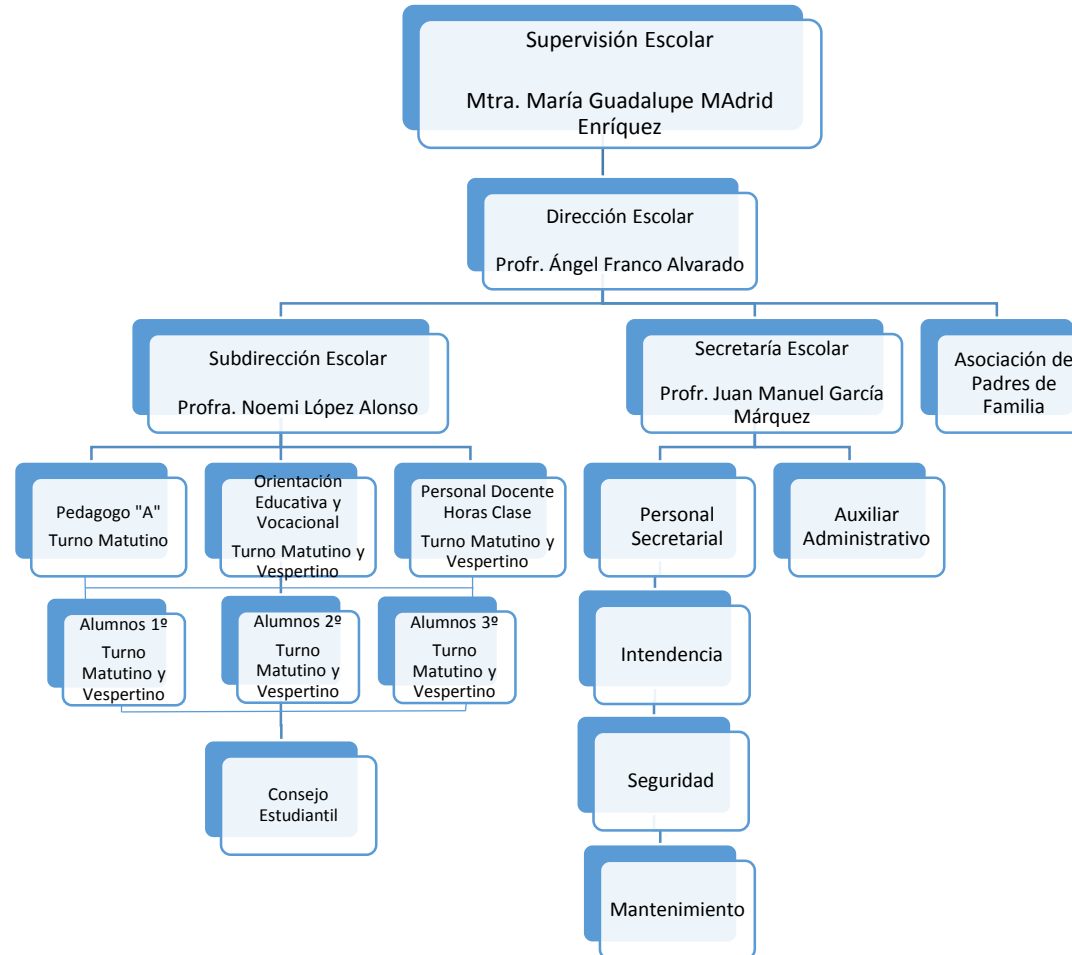 Supervisión Escolar
Mtra. María Guadalupe MAdrid
Enríquez
Dirección Escolar
Profr. Ángel Franco Alvarado
Subdirección Escolar
Profra. Noemi López Alonso
Secretaría Escolar
Profr. Juan Manuel García
Márquez
Asociación de
Padres de
Familia
Pedagogo "A"
Turno Matutino
Orientación
Educativa y
Vocacional
Turno Matutino y
Vespertino
Personal Docente
Horas Clase
Turno Matutino y
Vespertino
Personal
Secretarial
Auxiliar
Administrativo
Alumnos 1º
Turno
Matutino y
Vespertino
Alumnos 2º
Turno
Matutino y
Vespertino
Alumnos 3º
Turno
Matutino y
Vespertino
Intendencia
Consejo
Estudiantil
Seguridad
Mantenimiento